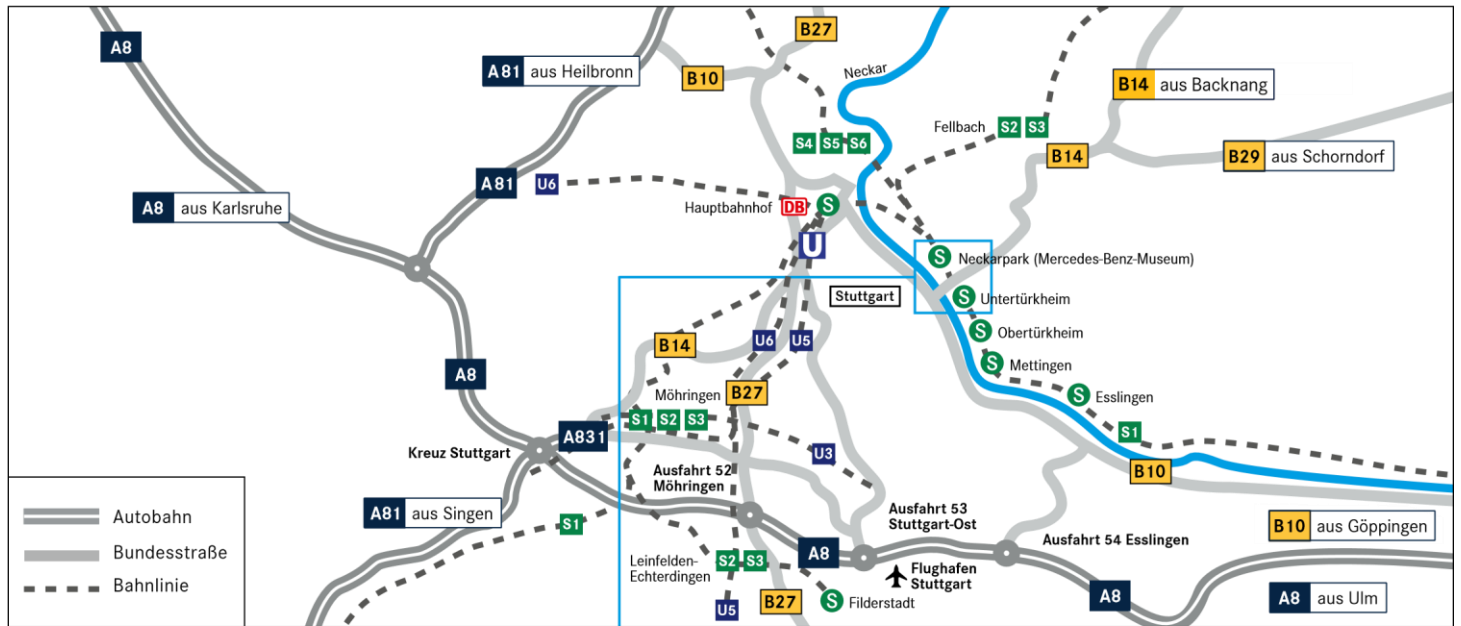 B27
A8
A81 aus Heilbronn
B10
Neckar
B14 aus Backnang
Fellbach
S2 S3
S4 S5 S6
B14
B29 aus Schorndorf
A81
U6
A8 aus Karlsruhe
Hauptbahnhof
DB
S
U
S
Neckarpark (Mercedes-Benz-Museum)
Stuttgart
S
Untertürkheim
S
Obertürkheim
B14
U6
U5
S
Mettingen
A8
Möhringen
B27
S
Esslingen
S1 S2 S3
S1
A831
Kreuz Stuttgart
U3
Ausfahrt 52
Möhringen
B10
A81 aus Singen
S1
Ausfahrt 53
Stuttgart-Ost
Ausfahrt 54 Esslingen
B10 aus Göppingen
Autobahn
Bundesstraße
Bahnlinie
Leinfelden-
Echterdingen
S2 S3
A8
Flughafen
Stuttgart
U5
B27
S
Filderstadt
A8
A8 aus Ulm